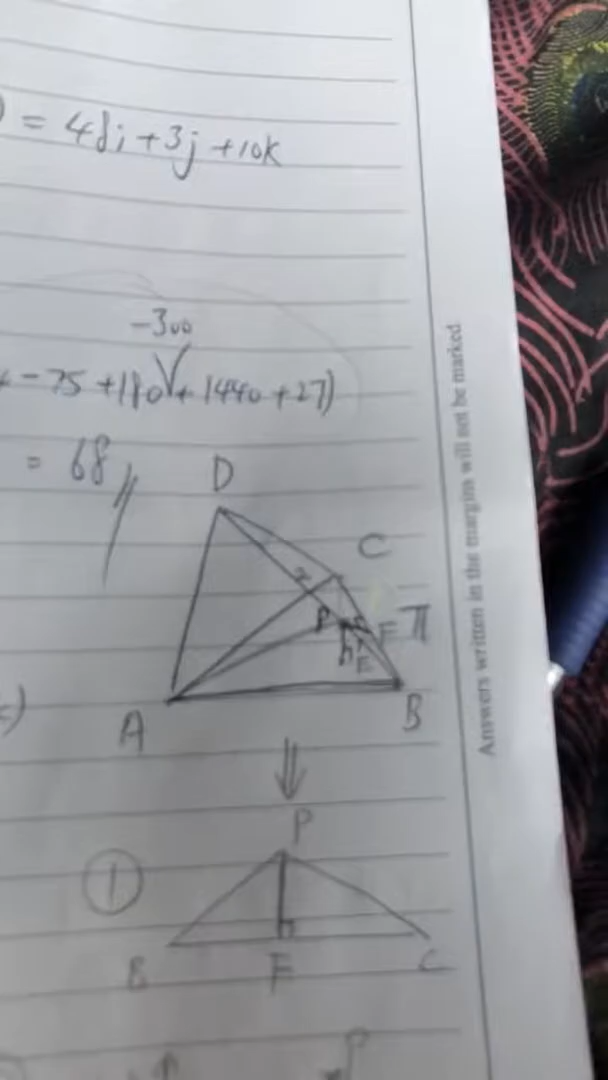 ) = 48i + 3j + 10k
-300
- 75 + 180 + 1440 + 27)
= 68
D
C
P
F π
h
E
A
B
c)
P
①
B
F
C
Answers written in the margins will not be marked